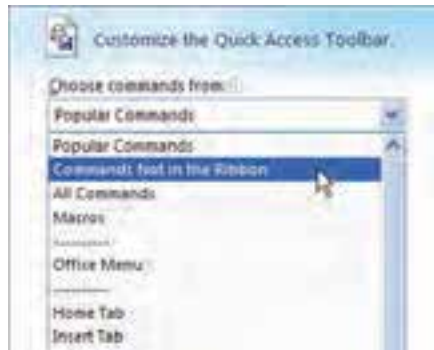 Customize the Quick Access Toolbar.
Choose commands from:
Popular Commands
Popular Commands
Commands Not in the Ribbon
All Commands
Macros
Office Menu
Home Tab
Insert Tab